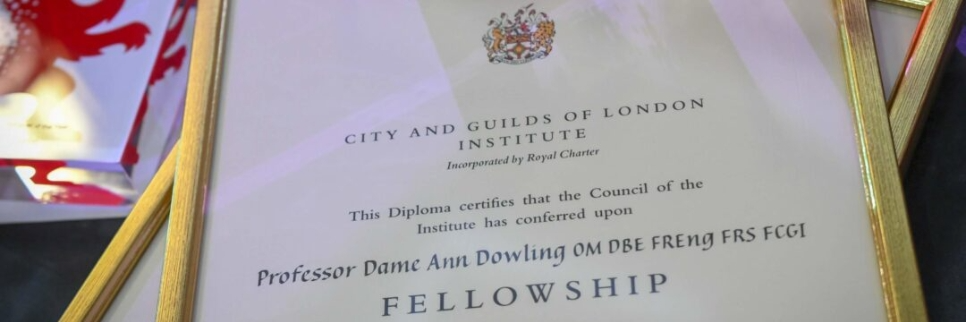 CITY AND GUILDS OF LONDON
INSTITUTE
Incorporated by Royal Charter
This Diploma certifies that the Council of the
Institute has conferred upon
Professor Dame Ann Dowling OM DBE FREng FRS FCGI
FELLOWSHIP